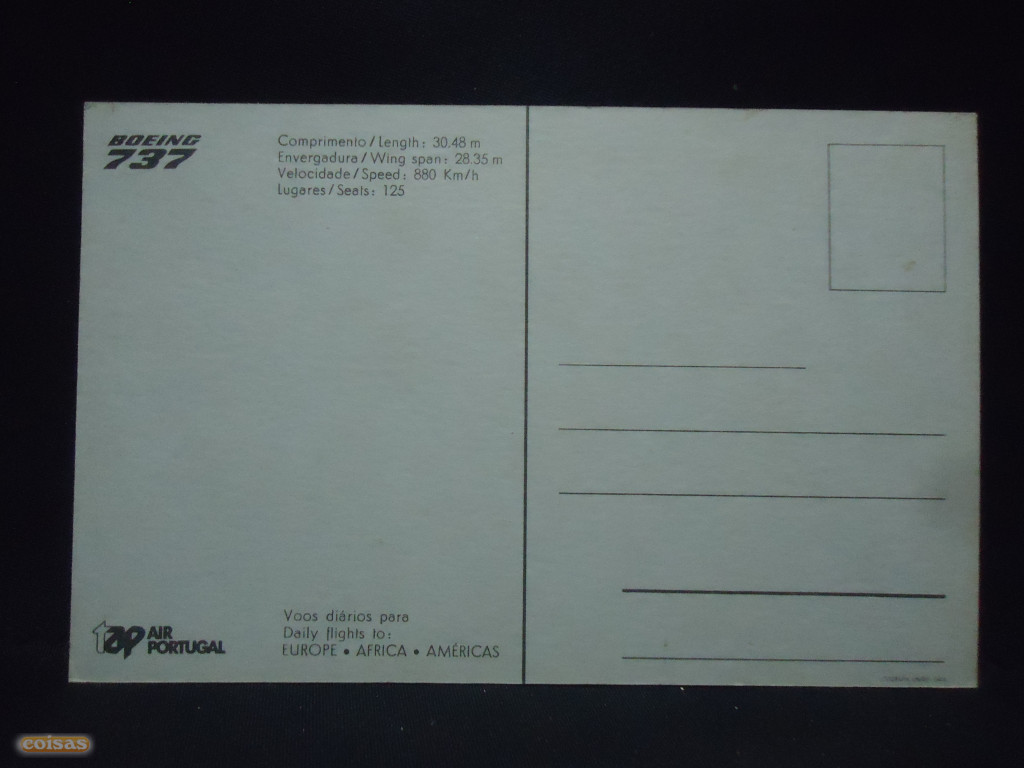 BOEING
737
Comprimento / Length : 30.48 m
Envergadura / Wing span : 28.35 m
Velocidade / Speed : 880 Km/h
Lugares / Seats : 125
tap AIR
PORTUGAL
Voos diários para
Daily flights to :
EUROPE • AFRICA • AMÉRICAS
coisas